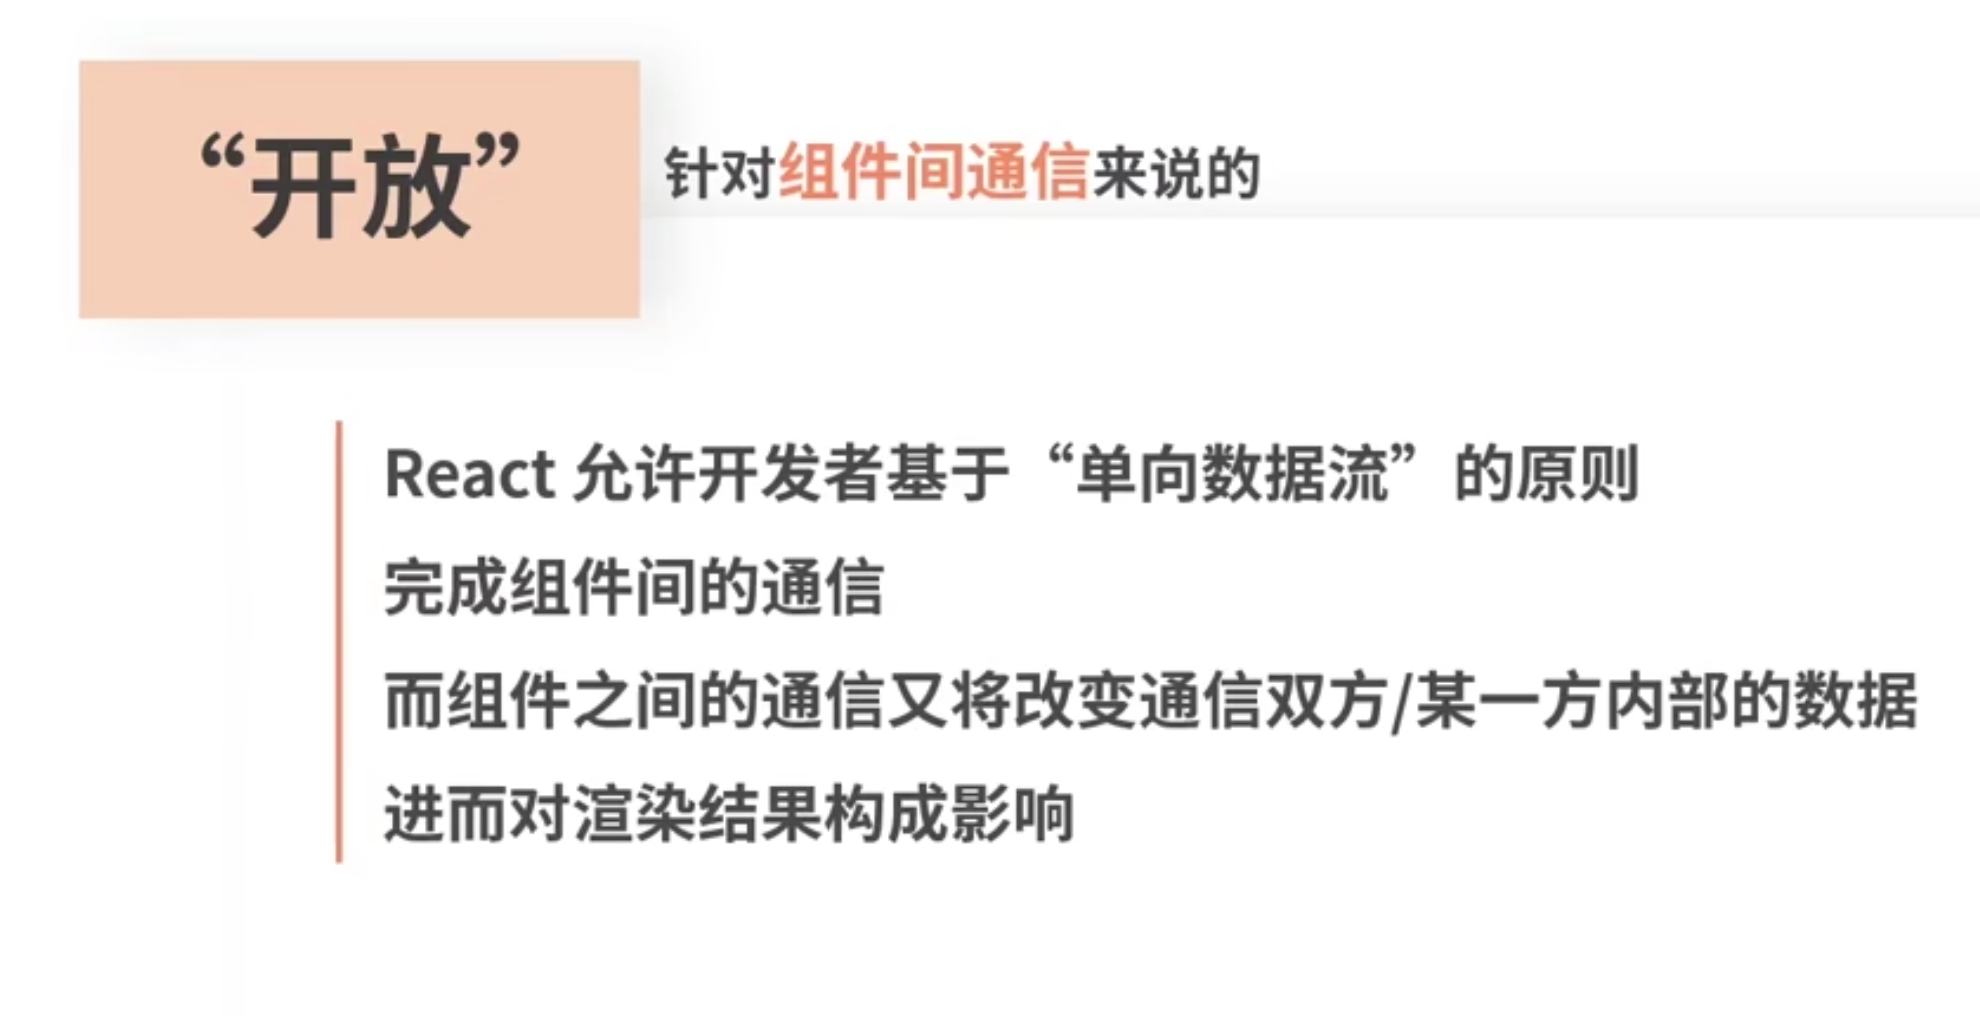 “开放”
针对组件间通信来说的
React 允许开发者基于“单向数据流”的原则
完成组件间的通信
而组件之间的通信又将改变通信双方/某一方内部的数据
进而对渲染结果构成影响